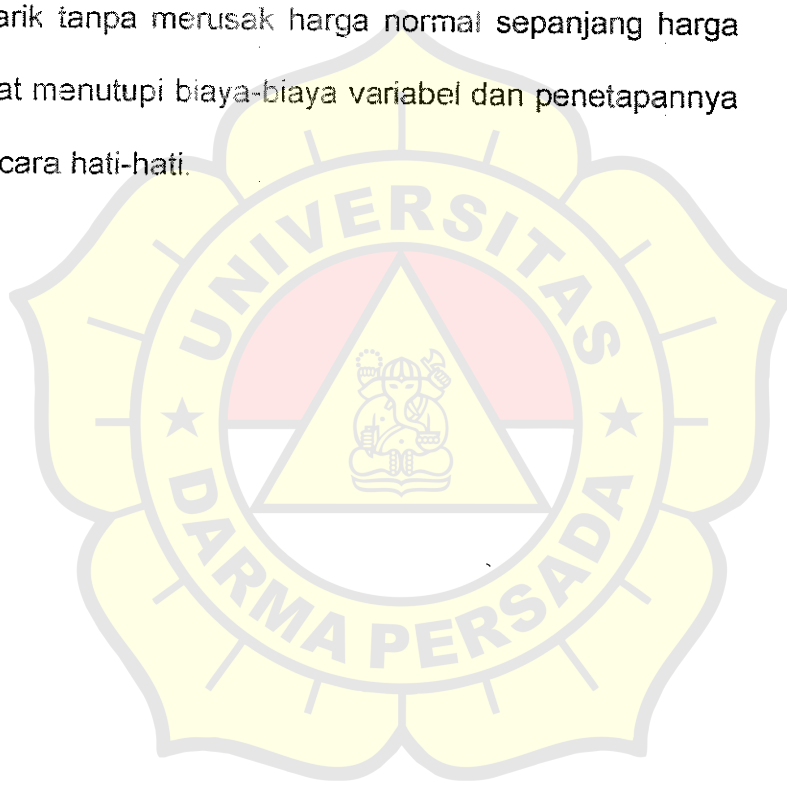 arik tanpa merusak harga normal sepanjang harga
at menutupi biaya-biaya variabel dan penetapannya
cara hati-hati.
UNIVERSITAS
DARMA PERSADA